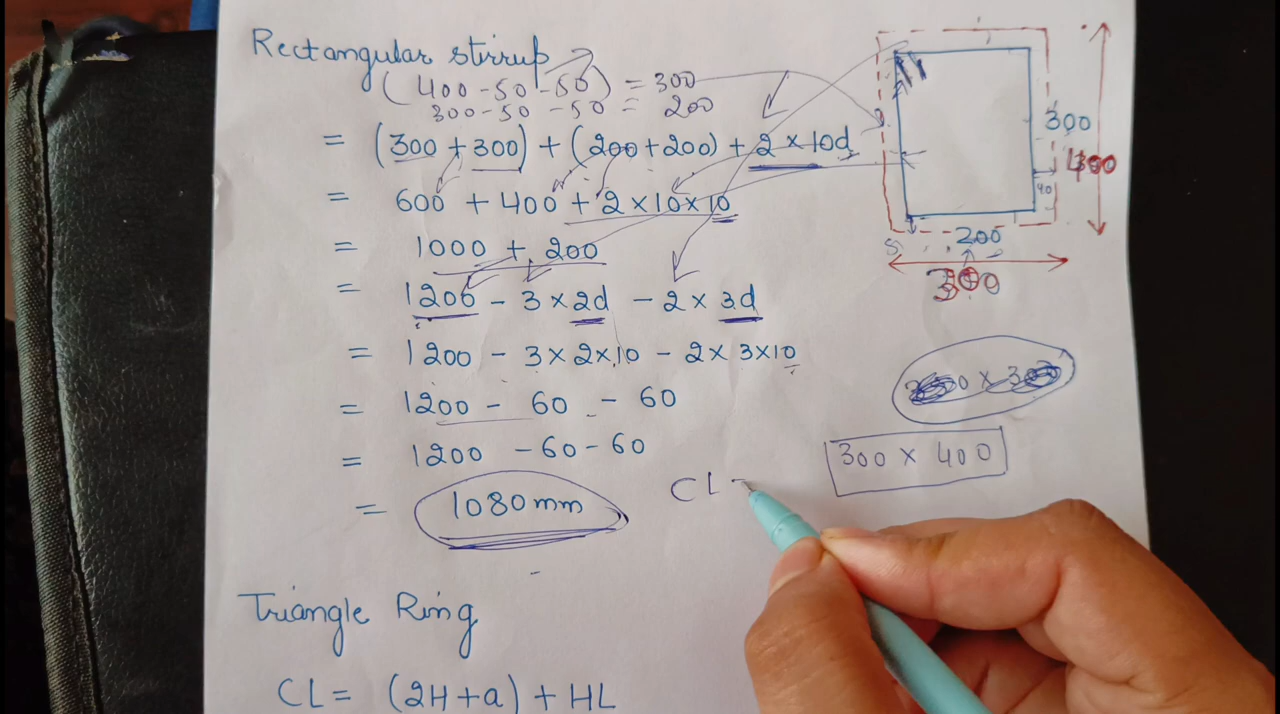 Rectangular stirrup
(400 - 50 - 50) = 300
300 - 50 - 50 = 200
= (300 + 300) + (200 + 200) + 2 × 10d
= 600 + 400 + 2 × 10 × 10
= 1000 + 200
= 1200 - 3 × 2d - 2 × 3d
= 1200 - 3 × 2 × 10 - 2 × 3 × 10
= 1200 - 60 - 60
= 1200 - 60 - 60
= 1080mm
300
40
200
300 × 400
CL -
Triangle Ring
CL = (2H + a) + HL